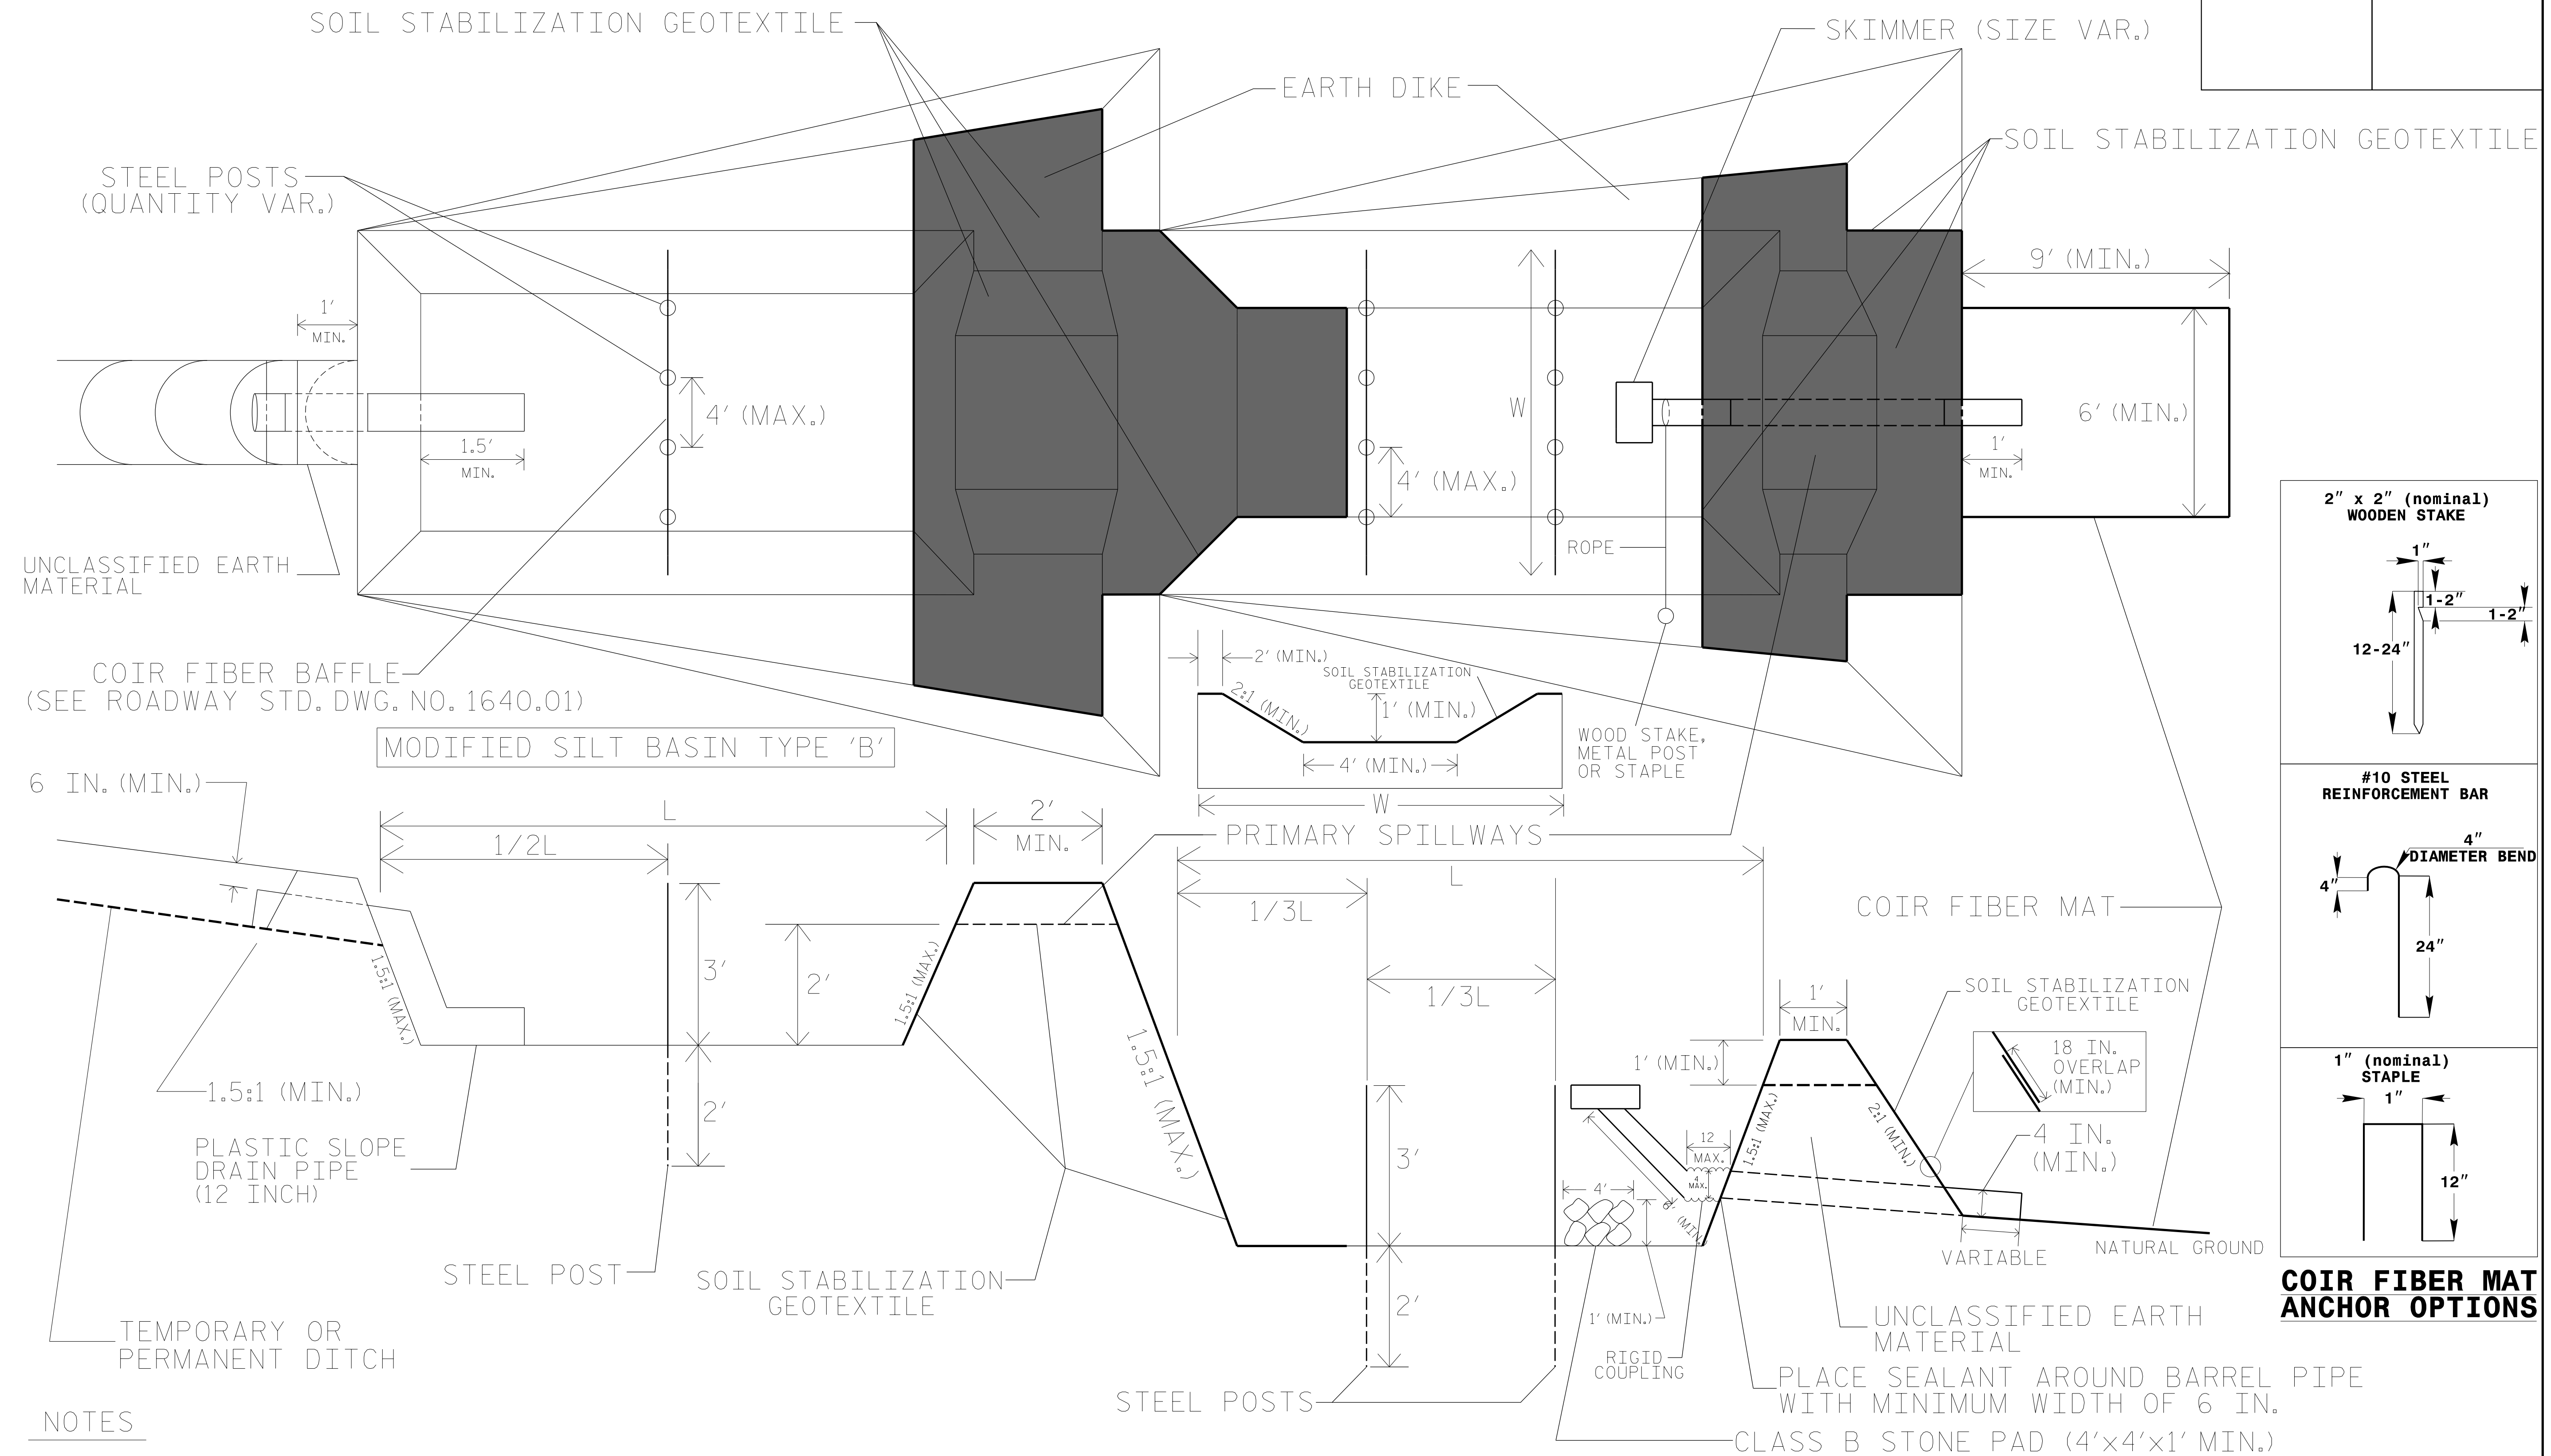 SOIL STABILIZATION GEOTEXTILE
SKIMMER (SIZE VAR.)
EARTH DIKE
SOIL STABILIZATION GEOTEXTILE
STEEL POSTS
(QUANTITY VAR.)
9' (MIN.)
1'
MIN.
4' (MAX.)
W
6' (MIN.)
1.5'
MIN.
4' (MAX.)
1'
MIN.
ROPE
UNCLASSIFIED EARTH
MATERIAL
COIR FIBER BAFFLE
(SEE ROADWAY STD. DWG. NO. 1640.01)
2' (MIN.)
SOIL STABILIZATION
GEOTEXTILE
2:1 (MIN.)
1' (MIN.)
4' (MIN.)
W
WOOD STAKE,
METAL POST
OR STAPLE
MODIFIED SILT BASIN TYPE 'B'
2" x 2" (nominal)
WOODEN STAKE
1"
1-2"
1-2"
12-24"
#10 STEEL
REINFORCEMENT BAR
4"
DIAMETER BEND
4"
24"
1" (nominal)
STAPLE
1"
12"
COIR FIBER MAT
ANCHOR OPTIONS
6 IN. (MIN.)
L
1/2L
2'
MIN.
PRIMARY SPILLWAYS
L
1/3L
1/3L
COIR FIBER MAT
1.5:1 (MAX.)
3'
2'
1.5:1 (MAX.)
2'
1.5:1 (MAX.)
1.5:1 (MIN.)
PLASTIC SLOPE
DRAIN PIPE
(12 INCH)
STEEL POST
SOIL STABILIZATION
GEOTEXTILE
TEMPORARY OR
PERMANENT DITCH
3'
2'
STEEL POSTS
1'
MIN.
1' (MIN.)
SOIL STABILIZATION
GEOTEXTILE
18 IN.
OVERLAP
(MIN.)
12
MAX.
4
MAX.
1.5:1 (MAX.)
2:1 (MIN.)
4 IN.
(MIN.)
4'
6' (MIN.)
1' (MIN.)
VARIABLE
NATURAL GROUND
RIGID
COUPLING
UNCLASSIFIED EARTH
MATERIAL
PLACE SEALANT AROUND BARREL PIPE
WITH MINIMUM WIDTH OF 6 IN.
CLASS B STONE PAD (4'x4'x1' MIN.)
NOTES